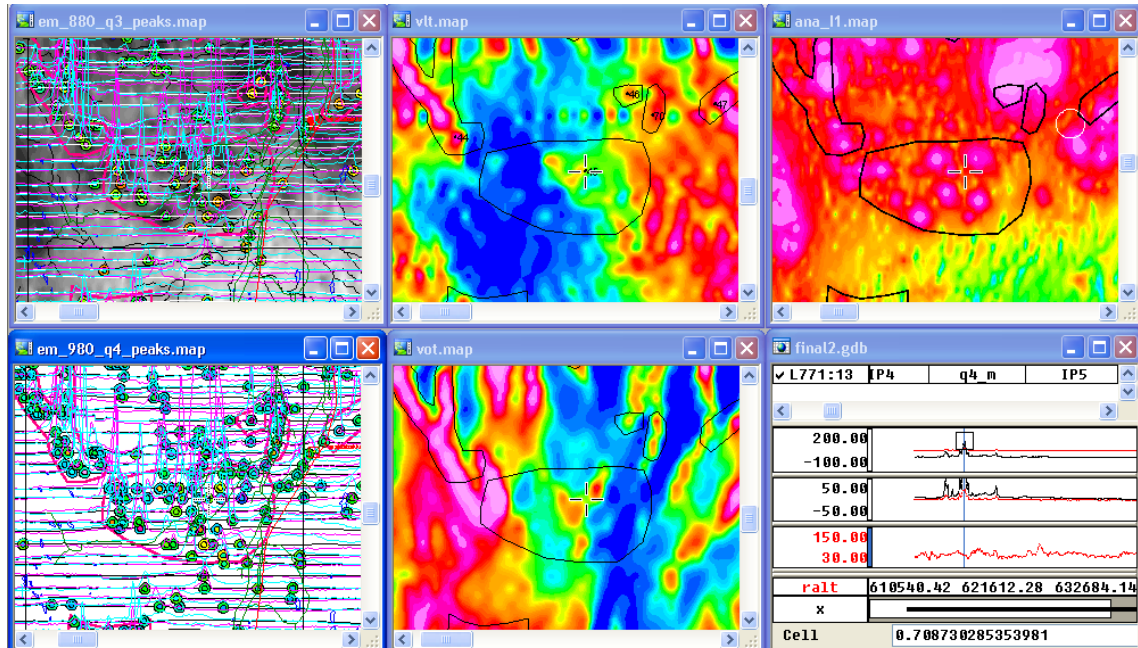 em_880_q3_peaks.map
vlt.map
ana_l1.map
46
70
47
44
em_980_q4_peaks.map
vot.map
final2.gdb
L771:13 IP4 q4_m IP5
200.00
-100.00
50.00
-50.00
150.00
30.00
ralt 610540.42 621612.28 632684.14
x
Cell 0.708730285353981